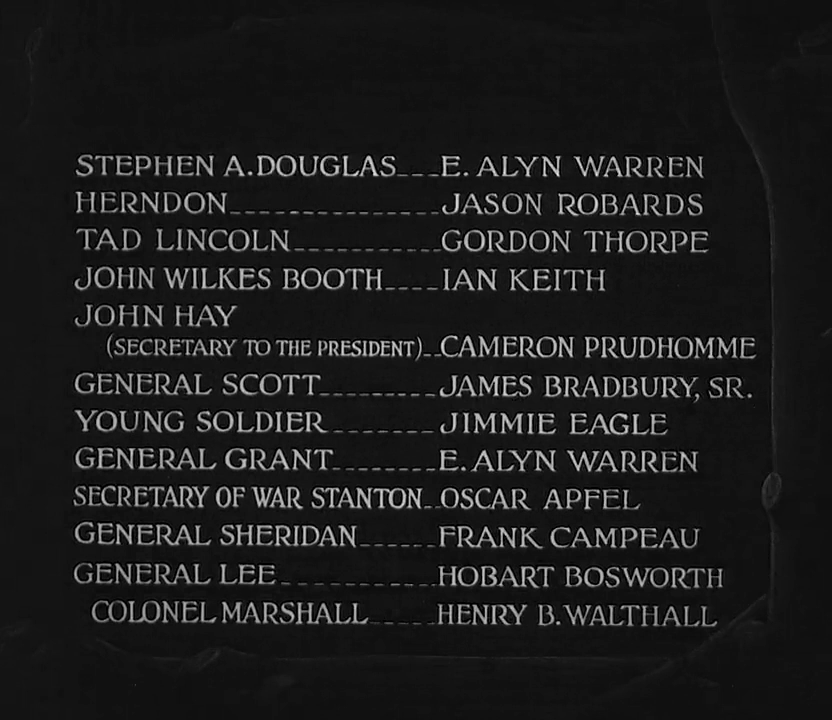 STEPHEN A. DOUGLAS___E. ALYN WARREN
HERNDON_______________JASON ROBARDS
TAD LINCOLN___________GORDON THORPE
JOHN WILKES BOOTH____IAN KEITH
JOHN HAY
(SECRETARY TO THE PRESIDENT)__CAMERON PRUDHOMME
GENERAL SCOTT_________JAMES BRADBURY, SR.
YOUNG SOLDIER________JIMMIE EAGLE
GENERAL GRANT_______E. ALYN WARREN
SECRETARY OF WAR STANTON__OSCAR APFEL
GENERAL SHERIDAN______FRANK CAMPEAU
GENERAL LEE___________HOBART BOSWORTH
COLONEL MARSHALL_____HENRY B. WALTHALL